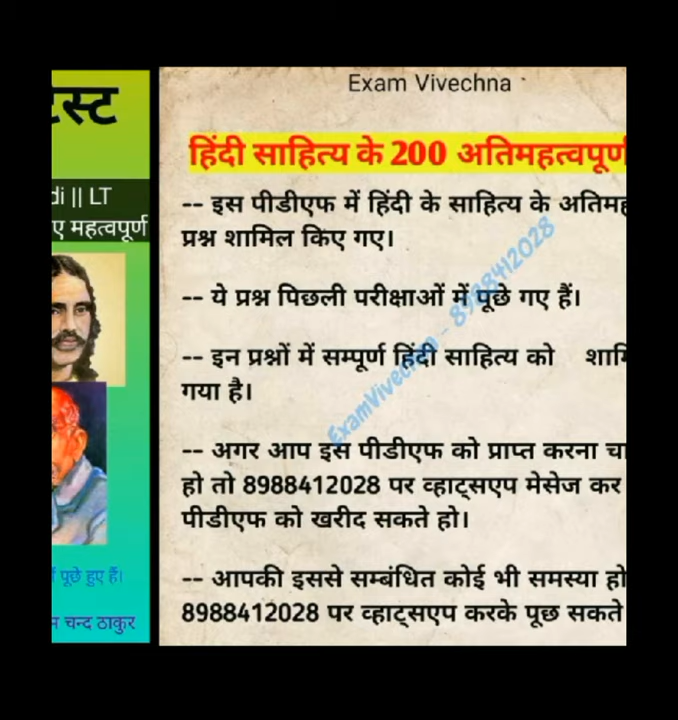 टेस्ट
di || LT
ए महत्वपूर्ण
पूछे हुए हैं।
चन्द ठाकुर
Exam Vivechna
हिंदी साहित्य के 200 अतिमहत्वपूर्ण
-- इस पीडीएफ में हिंदी के साहित्य के अतिमह
प्रश्न शामिल किए गए।
-- ये प्रश्न पिछली परीक्षाओं में पूछे गए हैं।
-- इन प्रश्नों में सम्पूर्ण हिंदी साहित्य को शामि
गया है।
-- अगर आप इस पीडीएफ को प्राप्त करना चा
हो तो 8988412028 पर व्हाट्सएप मेसेज कर
पीडीएफ को खरीद सकते हो।
-- आपकी इससे सम्बंधित कोई भी समस्या हो
8988412028 पर व्हाट्सएप करके पूछ सकते
ExamVivechna - 8988412028